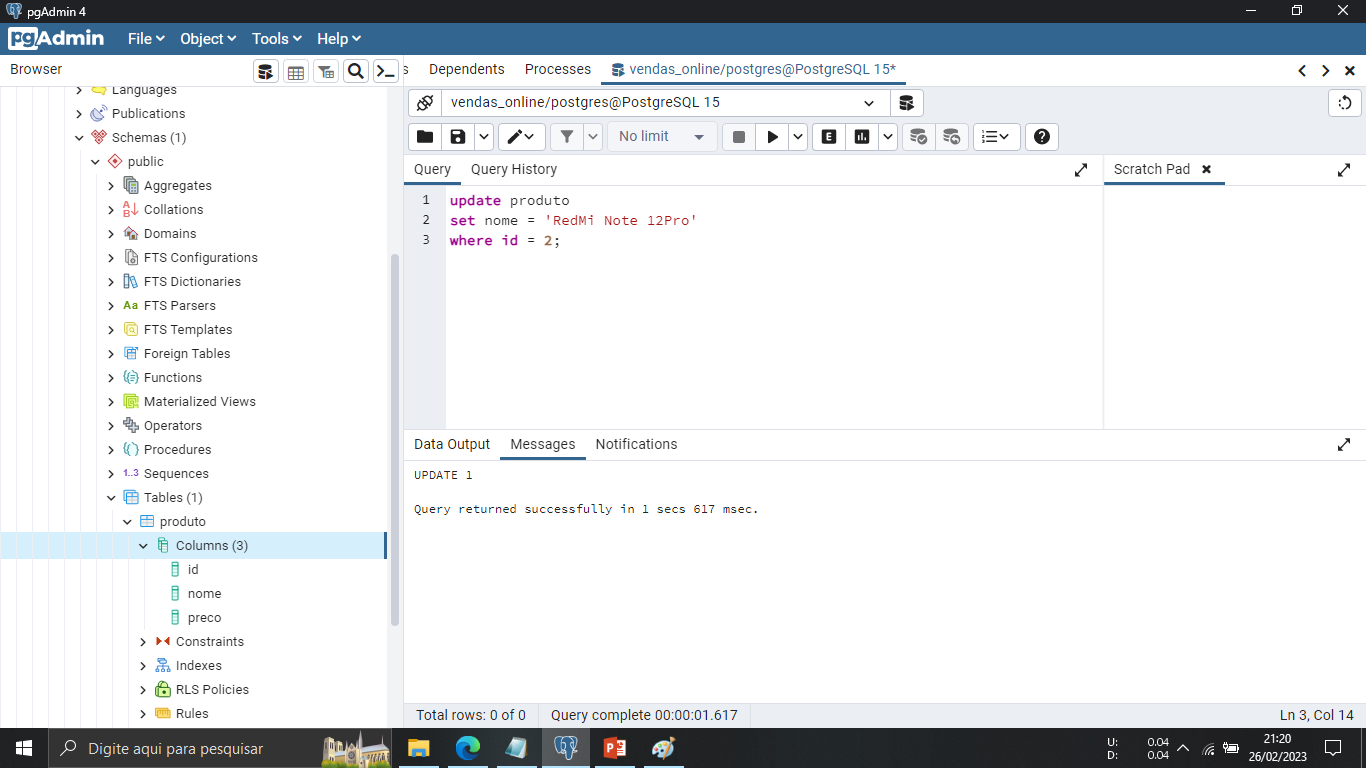 pgAdmin 4
pgAdmin
File
Object
Tools
Help
Browser
s
Dependents
Processes
vendas_online/postgres@PostgreSQL 15*
Languages
Publications
Schemas (1)
public
Aggregates
Collations
Domains
FTS Configurations
FTS Dictionaries
Aa FTS Parsers
FTS Templates
Foreign Tables
Functions
Materialized Views
Operators
Procedures
1..3 Sequences
Tables (1)
produto
Columns (3)
id
nome
preco
Constraints
Indexes
RLS Policies
Rules
vendas_online/postgres@PostgreSQL 15
No limit
E
Query
Query History
Scratch Pad
1 update produto
2 set nome = 'RedMi Note 12Pro'
3 where id = 2;
Data Output
Messages
Notifications
UPDATE 1
Query returned successfully in 1 secs 617 msec.
Total rows: 0 of 0
Query complete 00:00:01.617
Ln 3, Col 14
Digite aqui para pesquisar
U: 0.04
D: 0.04
21:20
26/02/2023